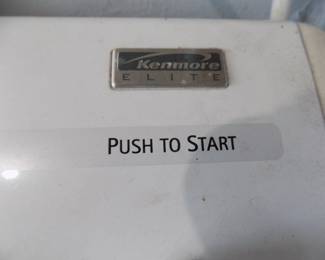 Kenmore
ELITE
PUSH TO START